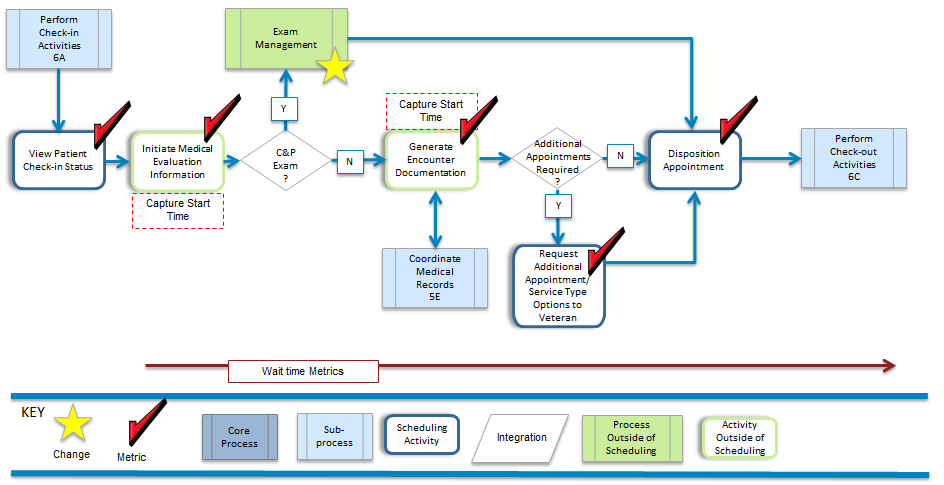 Perform
Check-in
Activities
6A
Exam
Management
View Patient
Check-in Status
Initiate Medical
Evaluation
Information
Capture Start
Time
C&P
Exam
?
Y
N
Capture Start
Time
Generate
Encounter
Documentation
Coordinate
Medical
Records
5E
Additional
Appointments
Required
?
N
Y
Request
Additional
Appointment/
Service Type
Options to
Veteran
Disposition
Appointment
Perform
Check-out
Activities
6C
Wait time Metrics
KEY
Change
Metric
Core
Process
Sub-
process
Scheduling
Activity
Integration
Process
Outside of
Scheduling
Activity
Outside of
Scheduling